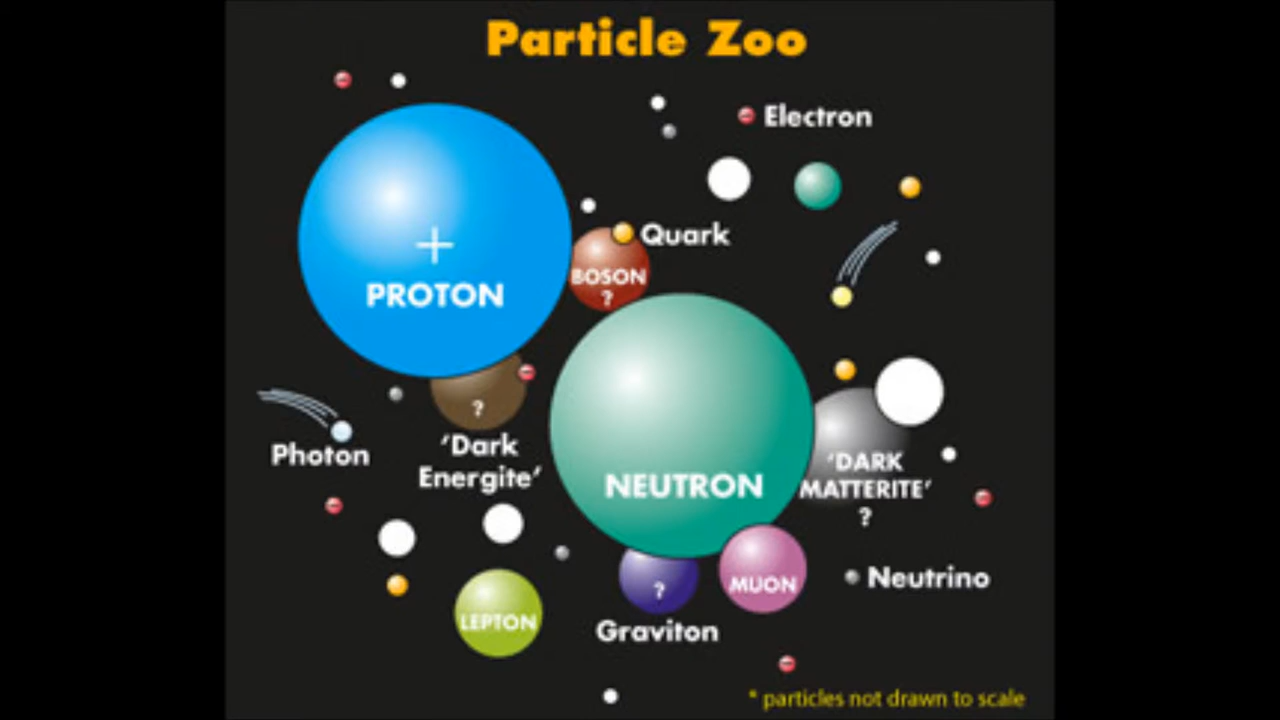 Particle Zoo
Electron
Quark
BOSON
?
+
PROTON
?
'Dark
Energite'
Photon
NEUTRON
'DARK
MATTERITE'
?
MUON
Neutrino
?
Graviton
LEPTON
* particles not drawn to scale